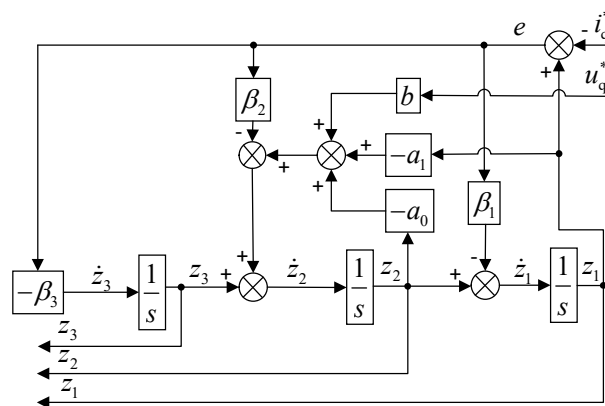 e
-
u*q
+
β₂
b
-
+
+
+
−a₁
+
+
−a₀
β₁
+
-
−β₃
ż₃
1/s
z₃
+
ż₂
1/s
z₂
+
ż₁
1/s
z₁
z₃
z₂
z₁